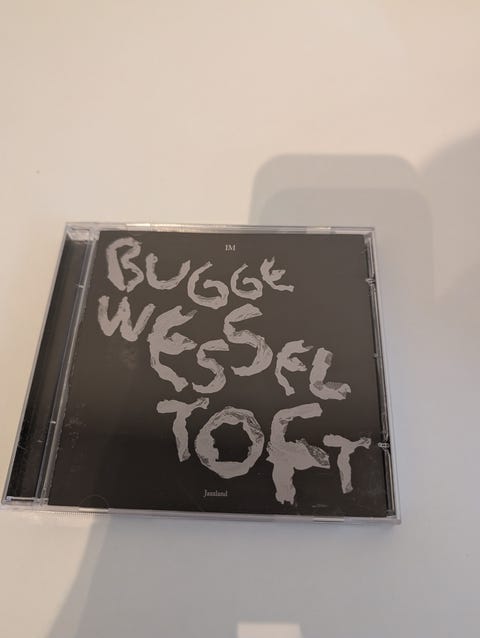 IM
BUGGE
WESSEL
TOFT
Jazzland